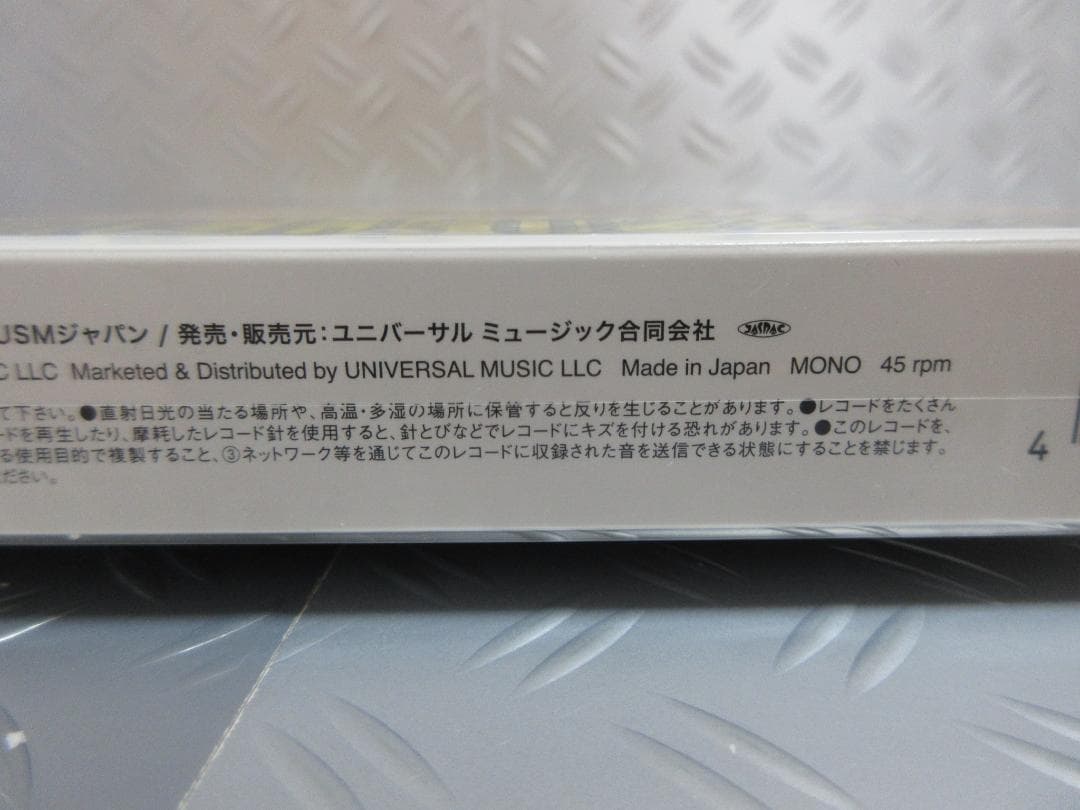 USMジャパン / 発売・販売元：ユニバーサル ミュージック合同会社 JASRAC
C LLC Marketed & Distributed by UNIVERSAL MUSIC LLC Made in Japan MONO 45 rpm
て下さい。●直射日光の当たる場所や、高温・多湿の場所に保管すると反りを生じることがあります。●レコードをたくさん
ードを再生したり、摩耗したレコード針を使用すると、針とびなどでレコードにキズを付ける恐れがあります。●このレコードを、
る使用目的で複製すること、③ネットワーク等を通じてこのレコードに収録された音を送信できる状態にすることを禁じます。
ださい。
4